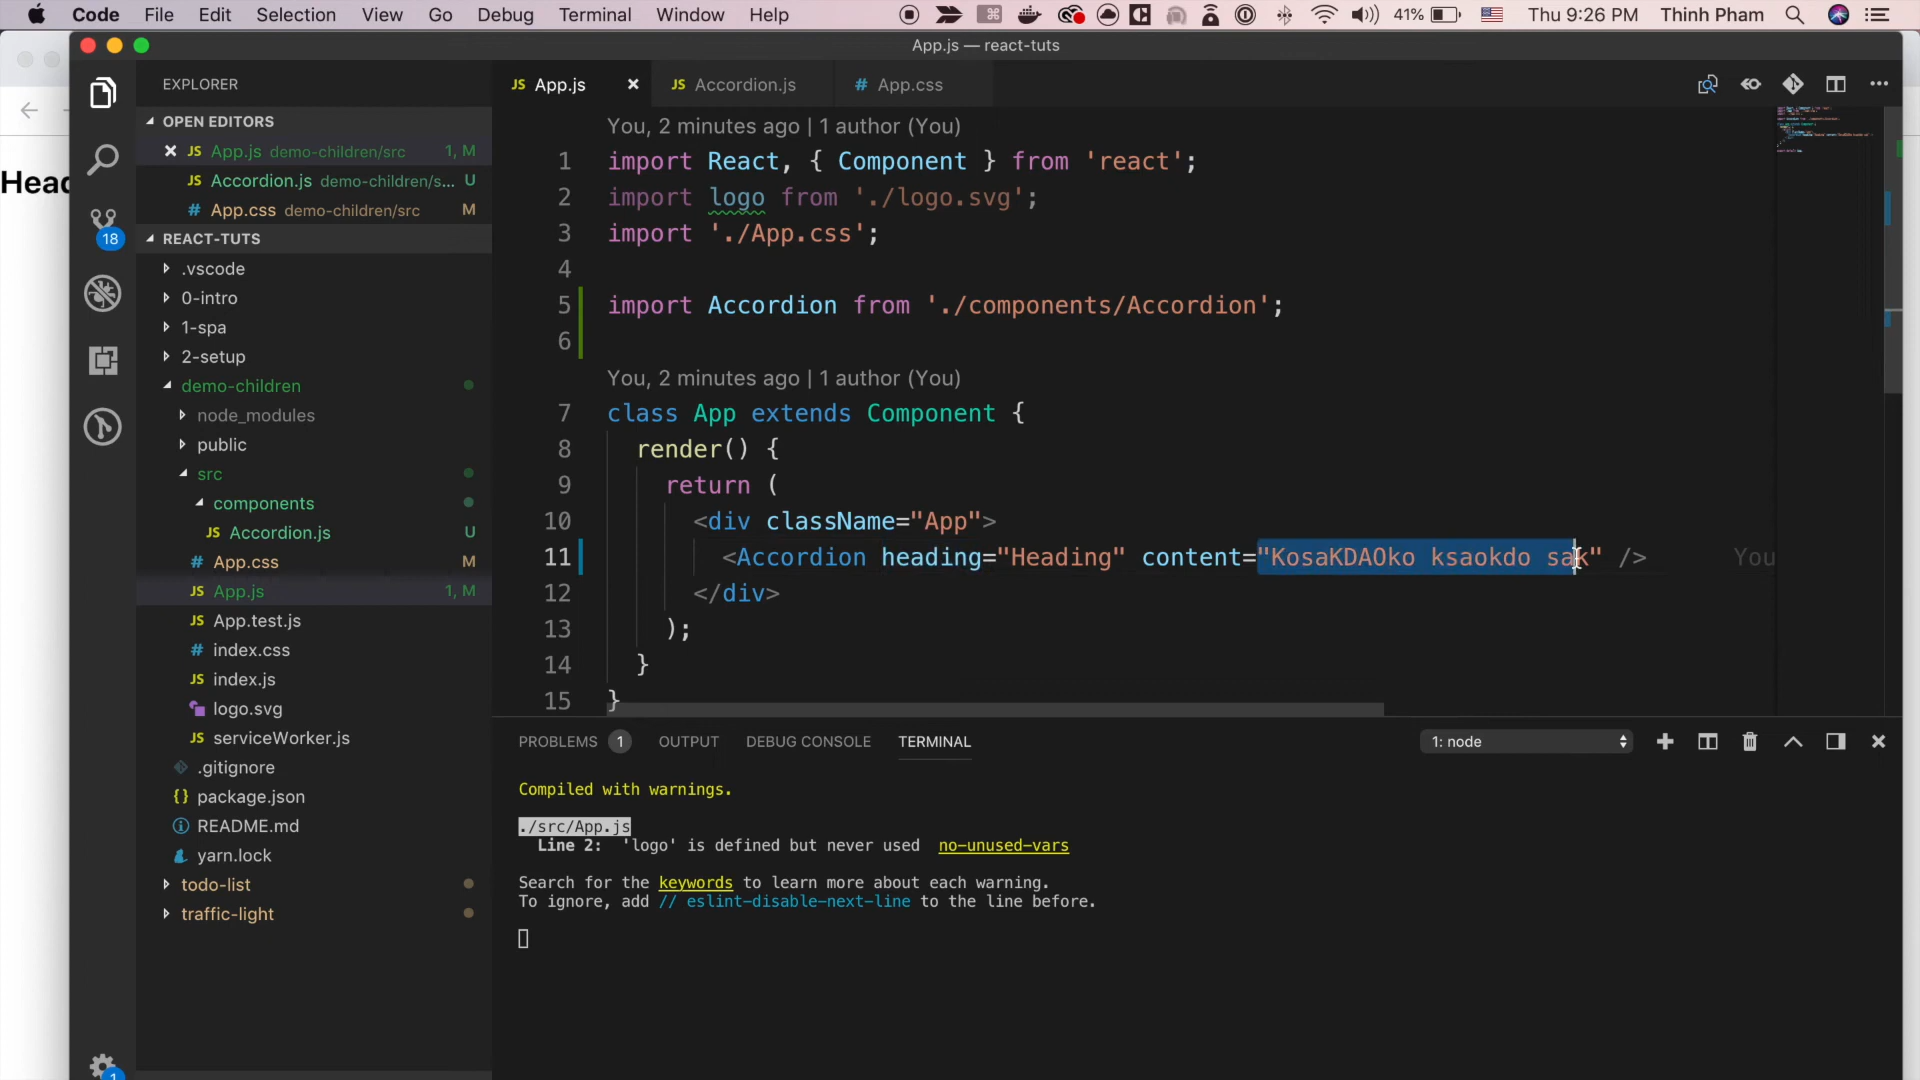 Code File Edit Selection View Go Debug Terminal Window Help 41% Thu 9:26 PM Thinh Pham
App.js — react-tuts
Head
EXPLORER
OPEN EDITORS
App.js demo-children/src 1, M
Accordion.js demo-children/s... U
App.css demo-children/src M
REACT-TUTS
.vscode
0-intro
1-spa
2-setup
demo-children
node_modules
public
src
components
Accordion.js U
App.css M
App.js 1, M
App.test.js
index.css
index.js
logo.svg
serviceWorker.js
.gitignore
package.json
README.md
yarn.lock
todo-list
traffic-light
18
1
App.js Accordion.js App.css
You, 2 minutes ago | 1 author (You)
1 import React, { Component } from 'react';
2 import logo from './logo.svg';
3 import './App.css';
4
5 import Accordion from './components/Accordion';
6
You, 2 minutes ago | 1 author (You)
7 class App extends Component {
8 render() {
9 return (
10 <div className="App">
11 <Accordion heading="Heading" content="KosaKDAOko ksaokdo sak" /> You
12 </div>
13 );
14 }
15 }
PROBLEMS 1 OUTPUT DEBUG CONSOLE TERMINAL 1: node
Compiled with warnings.
./src/App.js
Line 2: 'logo' is defined but never used no-unused-vars
Search for the keywords to learn more about each warning.
To ignore, add // eslint-disable-next-line to the line before.